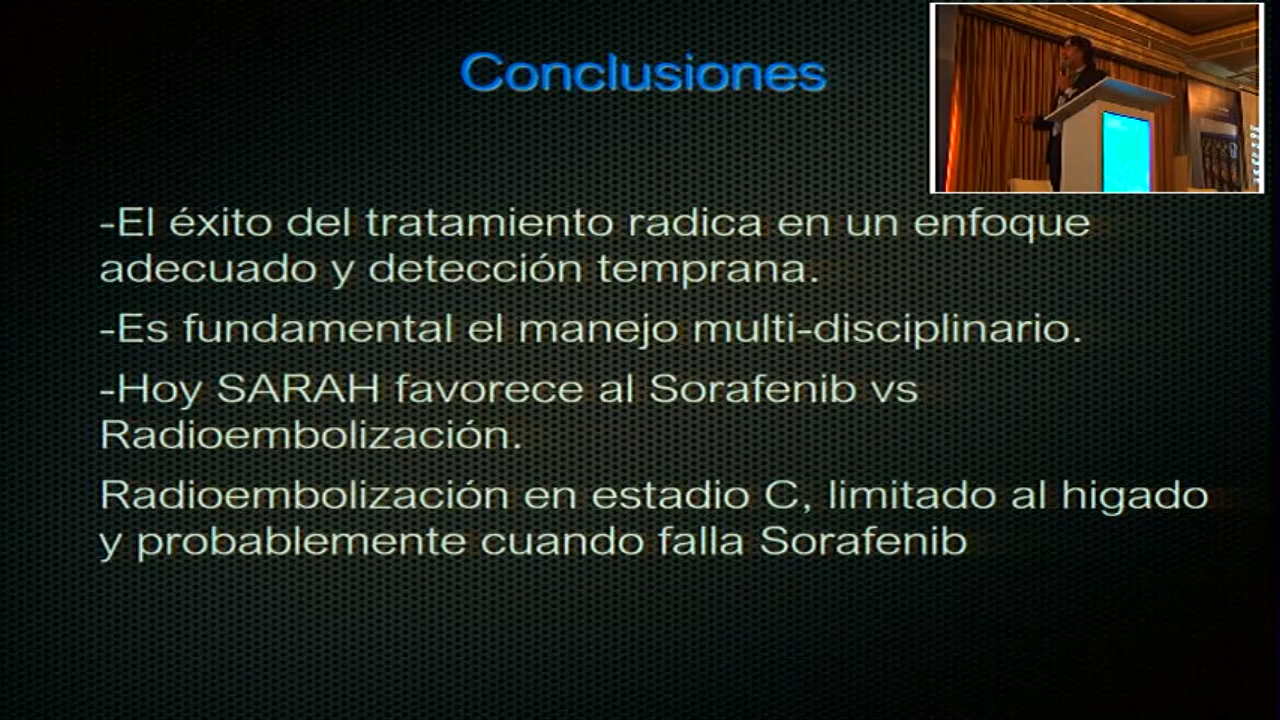 Conclusiones
-El éxito del tratamiento radica en un enfoque
adecuado y detección temprana.
-Es fundamental el manejo multi-disciplinario.
-Hoy SARAH favorece al Sorafenib vs
Radioembolización.
Radioembolización en estadio C, limitado al higado
y probablemente cuando falla Sorafenib